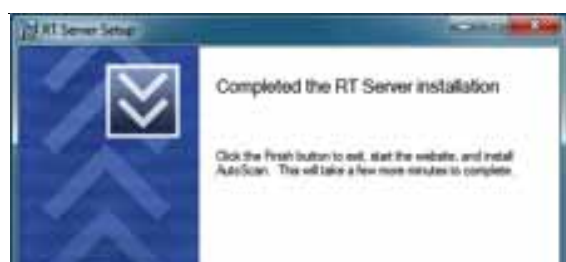 RT Server Setup
Completed the RT Server installation
Click the Finish button to exit, start the website, and install
AutoScan. This will take a few more minutes to complete.